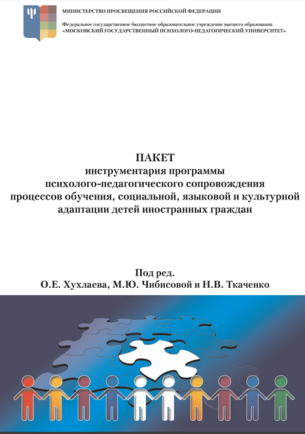 МИНИСТЕРСТВО ПРОСВЕЩЕНИЯ РОССИЙСКОЙ ФЕДЕРАЦИИ
Федеральное государственное бюджетное образовательное учреждение высшего образования
«МОСКОВСКИЙ ГОСУДАРСТВЕННЫЙ ПСИХОЛОГО-ПЕДАГОГИЧЕСКИЙ УНИВЕРСИТЕТ»
ПАКЕТ
инструментария программы
психолого-педагогического сопровождения
процессов обучения, социальной, языковой и культурной
адаптации детей иностранных граждан
Под ред.
О.Е. Хухлаева, М.Ю. Чибисовой и Н.В. Ткаченко